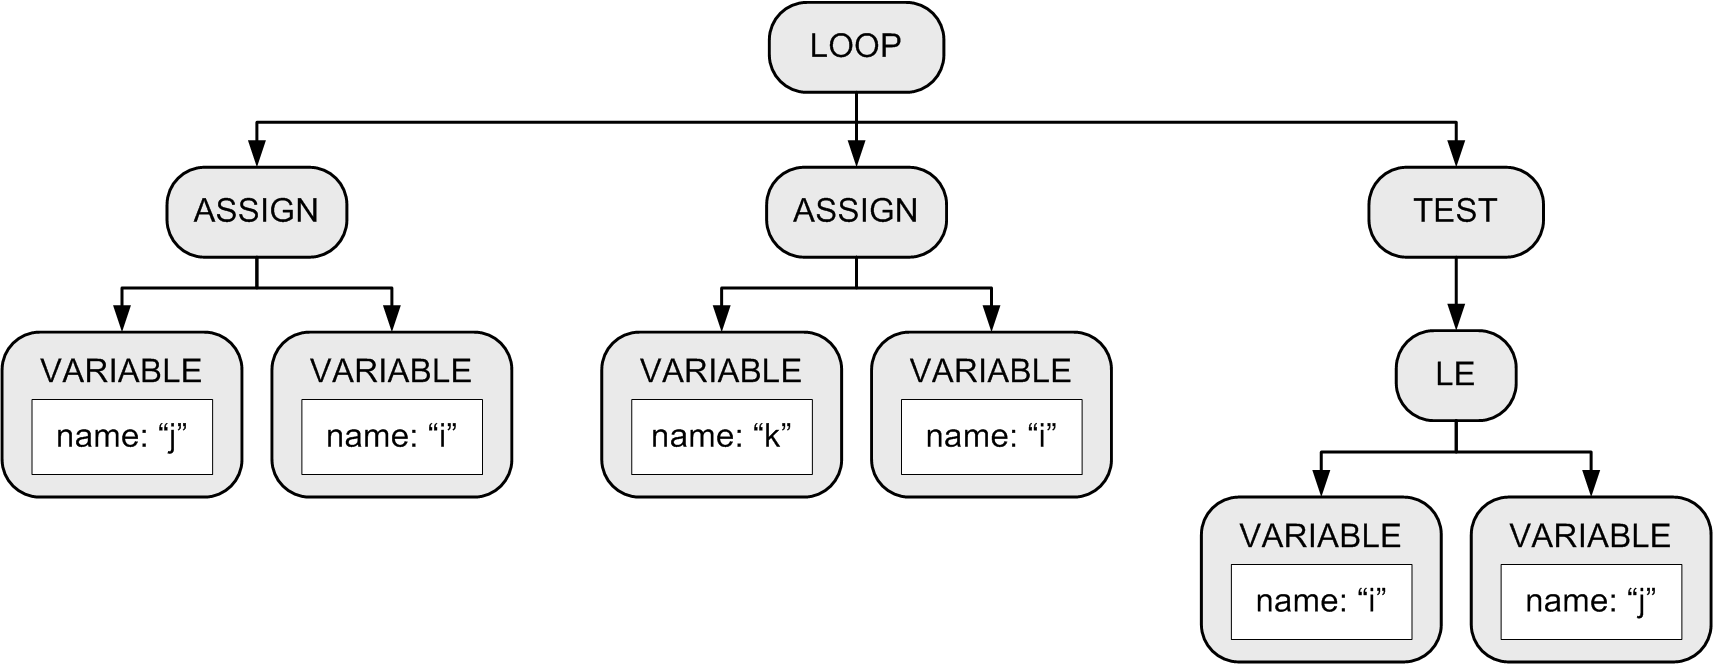 LOOP
ASSIGN
ASSIGN
TEST
VARIABLE
name: “j”
VARIABLE
name: “i”
VARIABLE
name: “k”
VARIABLE
name: “i”
LE
VARIABLE
name: “i”
VARIABLE
name: “j”